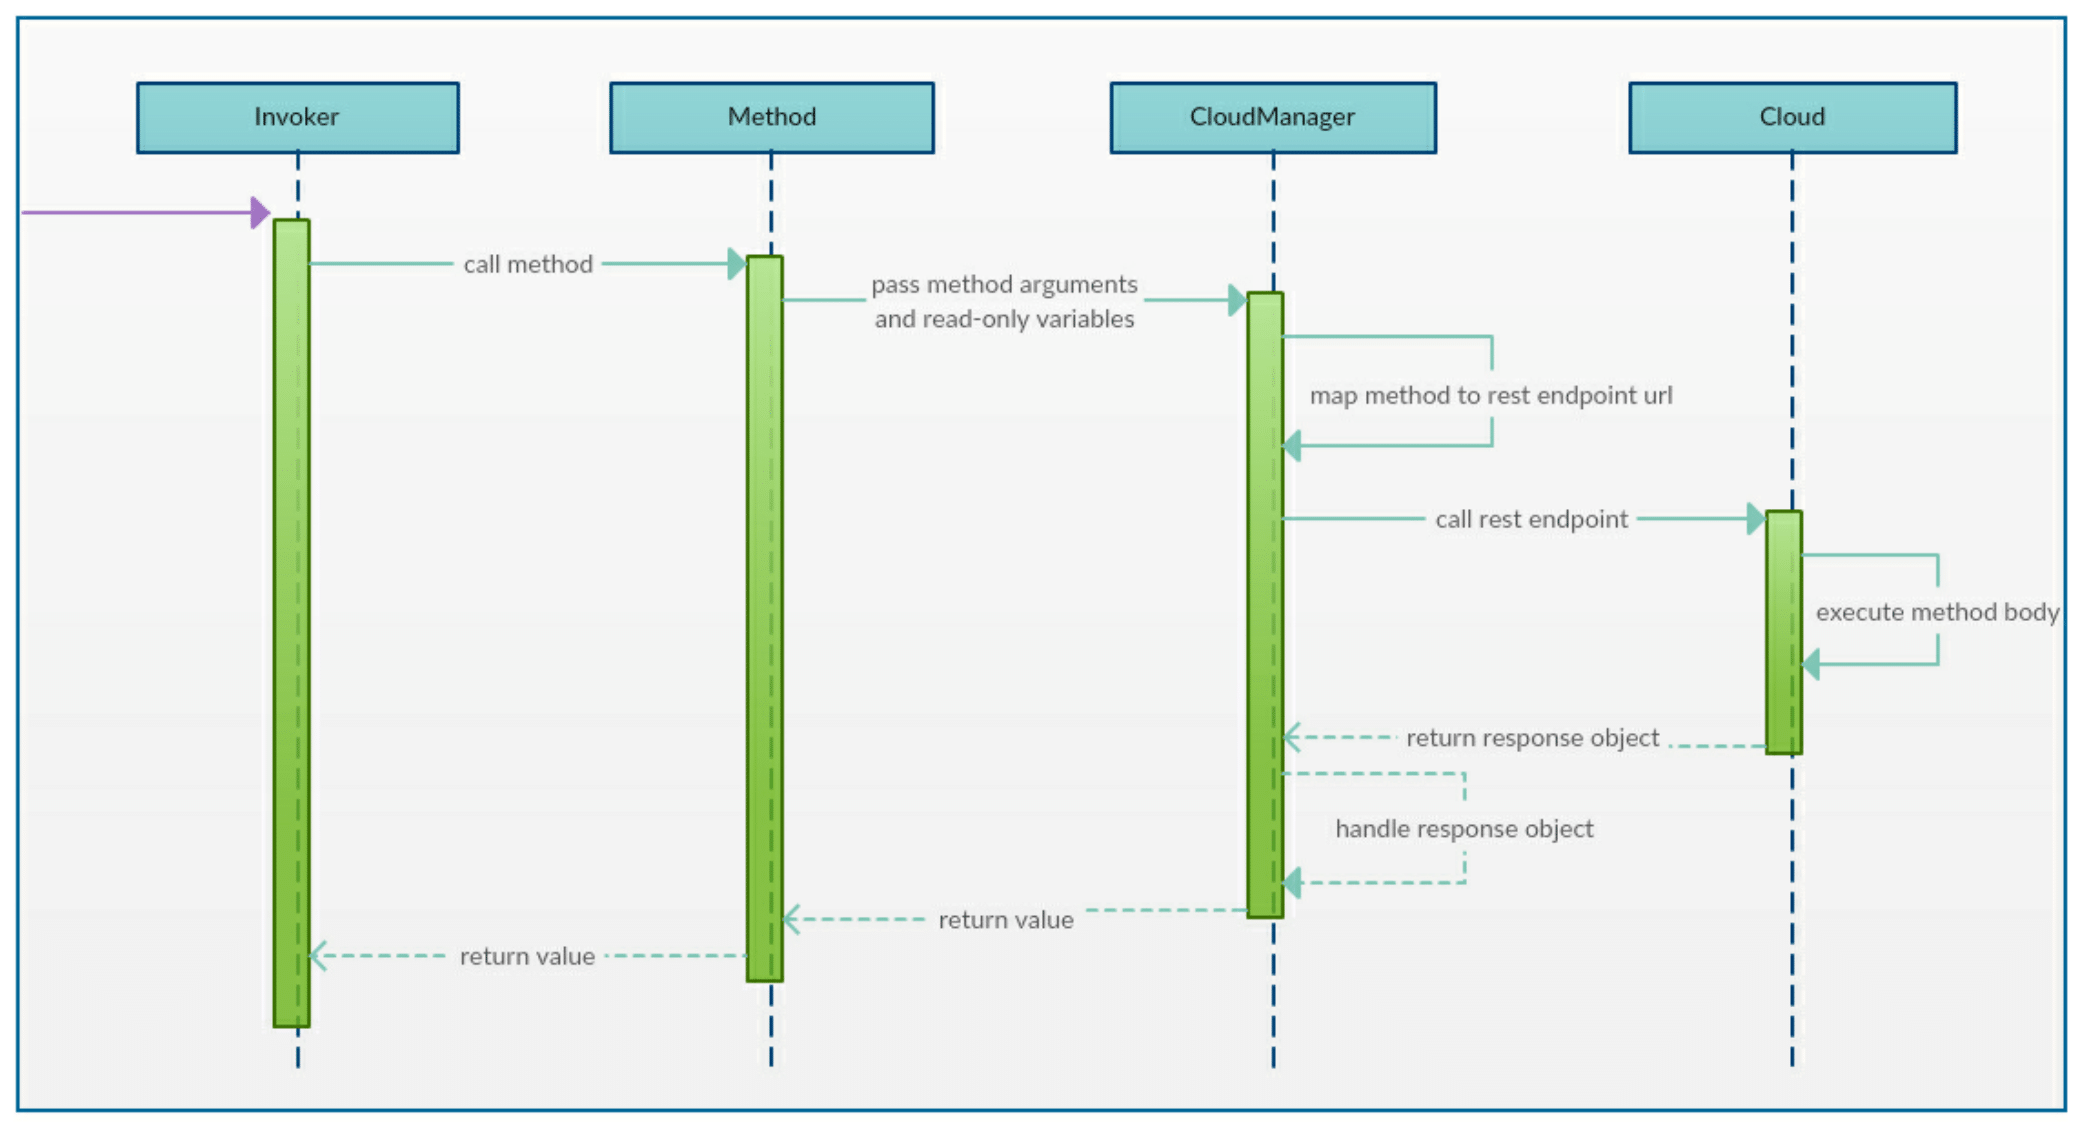 Invoker
Method
CloudManager
Cloud
call method
pass method arguments
and read-only variables
map method to rest endpoint url
call rest endpoint
execute method body
return response object
handle response object
return value
return value